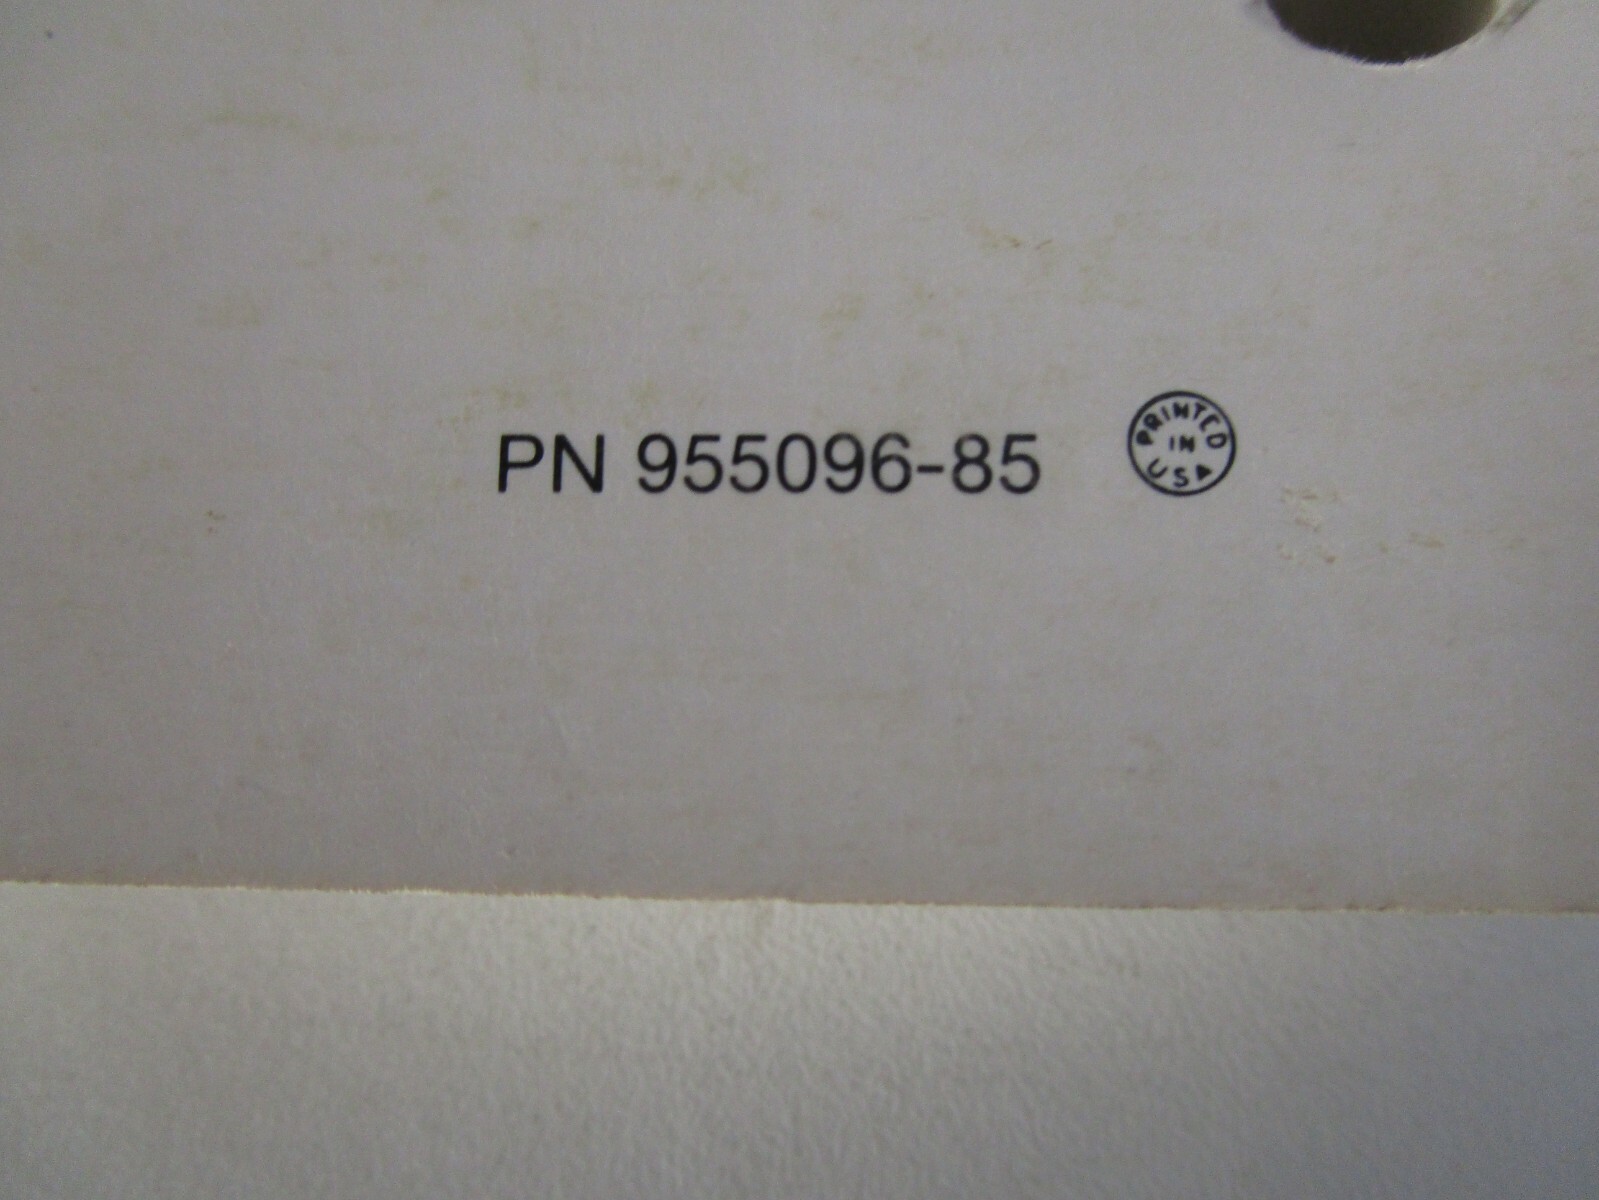 PN 955096-85
PRINTED
IN
USA